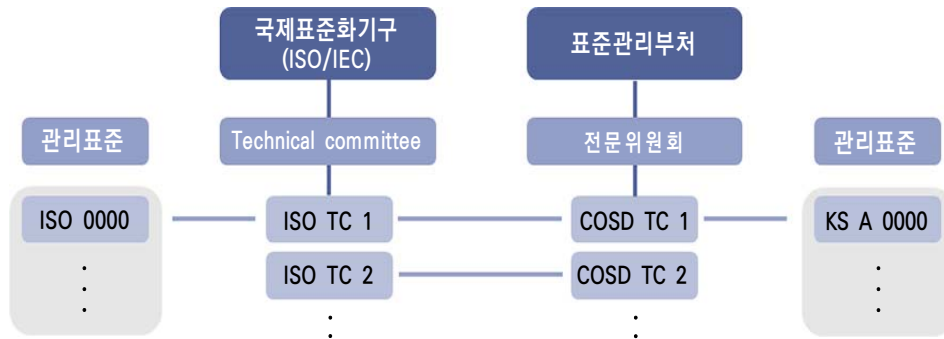 국제표준화기구
(ISO/IEC)
표준관리부처
관리표준
Technical committee
전문위원회
관리표준
ISO 0000
ISO TC 1
COSD TC 1
KS A 0000
ISO TC 2
COSD TC 2